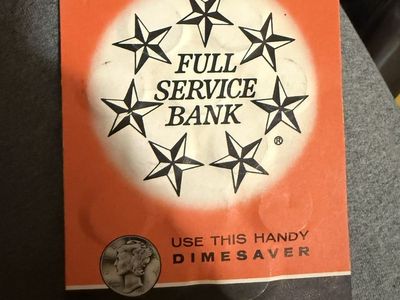 FULL
SERVICE
BANK
®
USE THIS HANDY
DIMESAVER